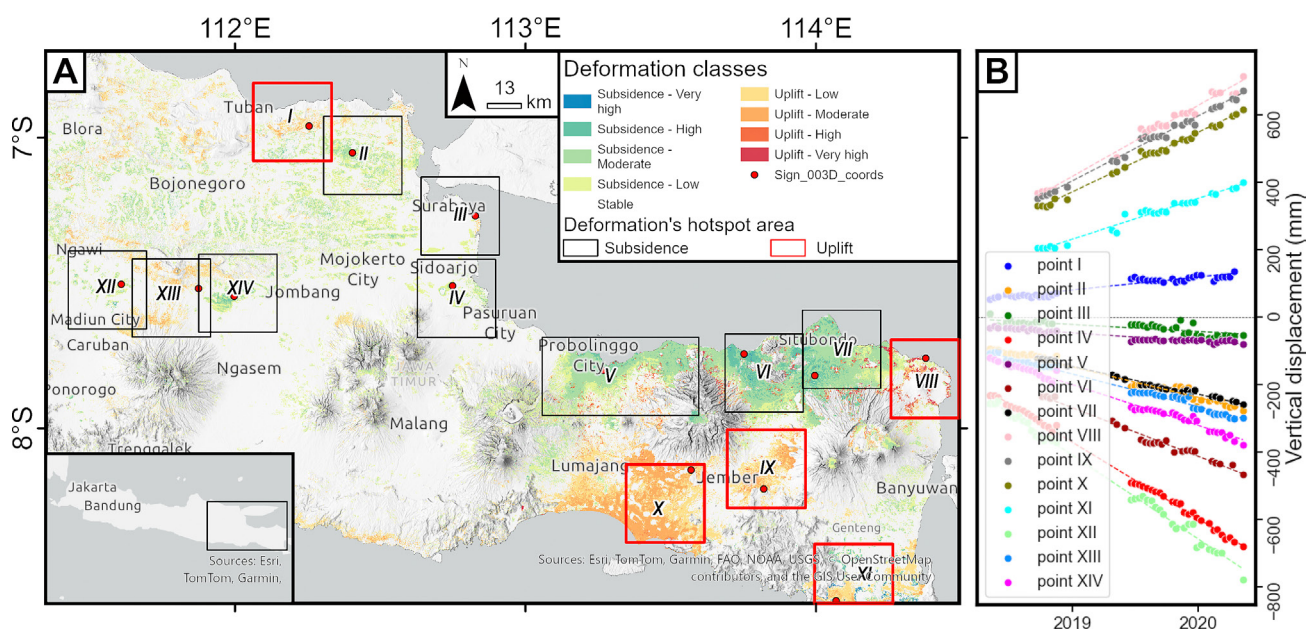 112°E
113°E
114°E
A
B
N
13
km
Deformation classes
Subsidence - Very
high
Subsidence - High
Subsidence -
Moderate
Subsidence - Low
Stable
Uplift - Low
Uplift - Moderate
Uplift - High
Uplift - Very high
Sign_003D_coords
Deformation's hotspot area
Subsidence
Uplift
7°S
8°S
Tuban
I
Blora
II
Bojonegoro
Surabaya
III
Ngawi
Mojokerto
City
Sidoarjo
XII
XIII
XIV
Jombang
IV
Madiun City
Pasuruan
City
Caruban
Probolinggo
City
V
Situbondo
VI
VII
VIII
Ngasem
JAWA
TIMUR
Ponorogo
Malang
Trenggalek
Lumajang
Jember
IX
X
Banyuwan
Genteng
XI
Jakarta
Bandung
Sources: Esri,
TomTom, Garmin,
Sources: Esri, TomTom, Garmin, FAO, NOAA, USGS, © OpenStreetMap
contributors, and the GIS User Community
point I
point II
point III
point IV
point V
point VI
point VII
point VIII
point IX
point X
point XI
point XII
point XIII
point XIV
2019
2020
600
400
200
0
−200
−400
−600
−800
Vertical displacement (mm)